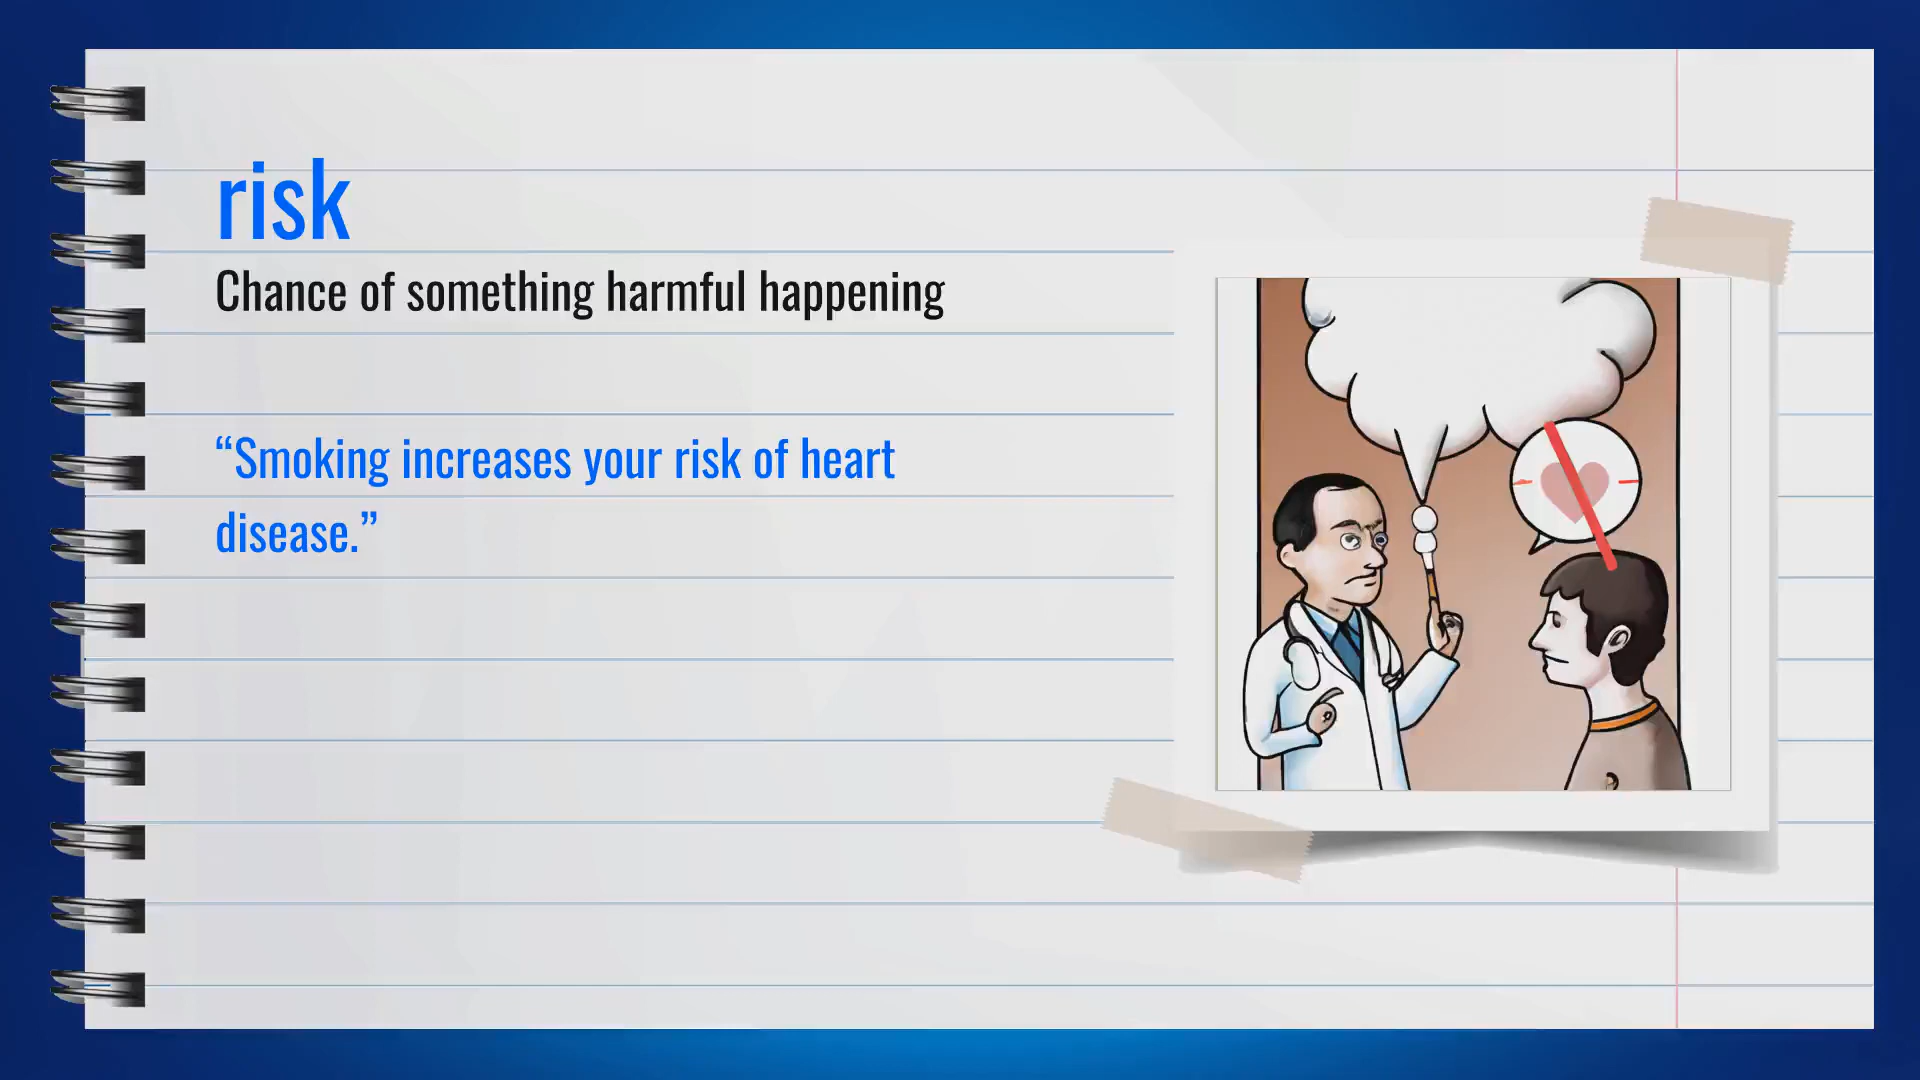 risk
Chance of something harmful happening
“Smoking increases your risk of heart
disease.”